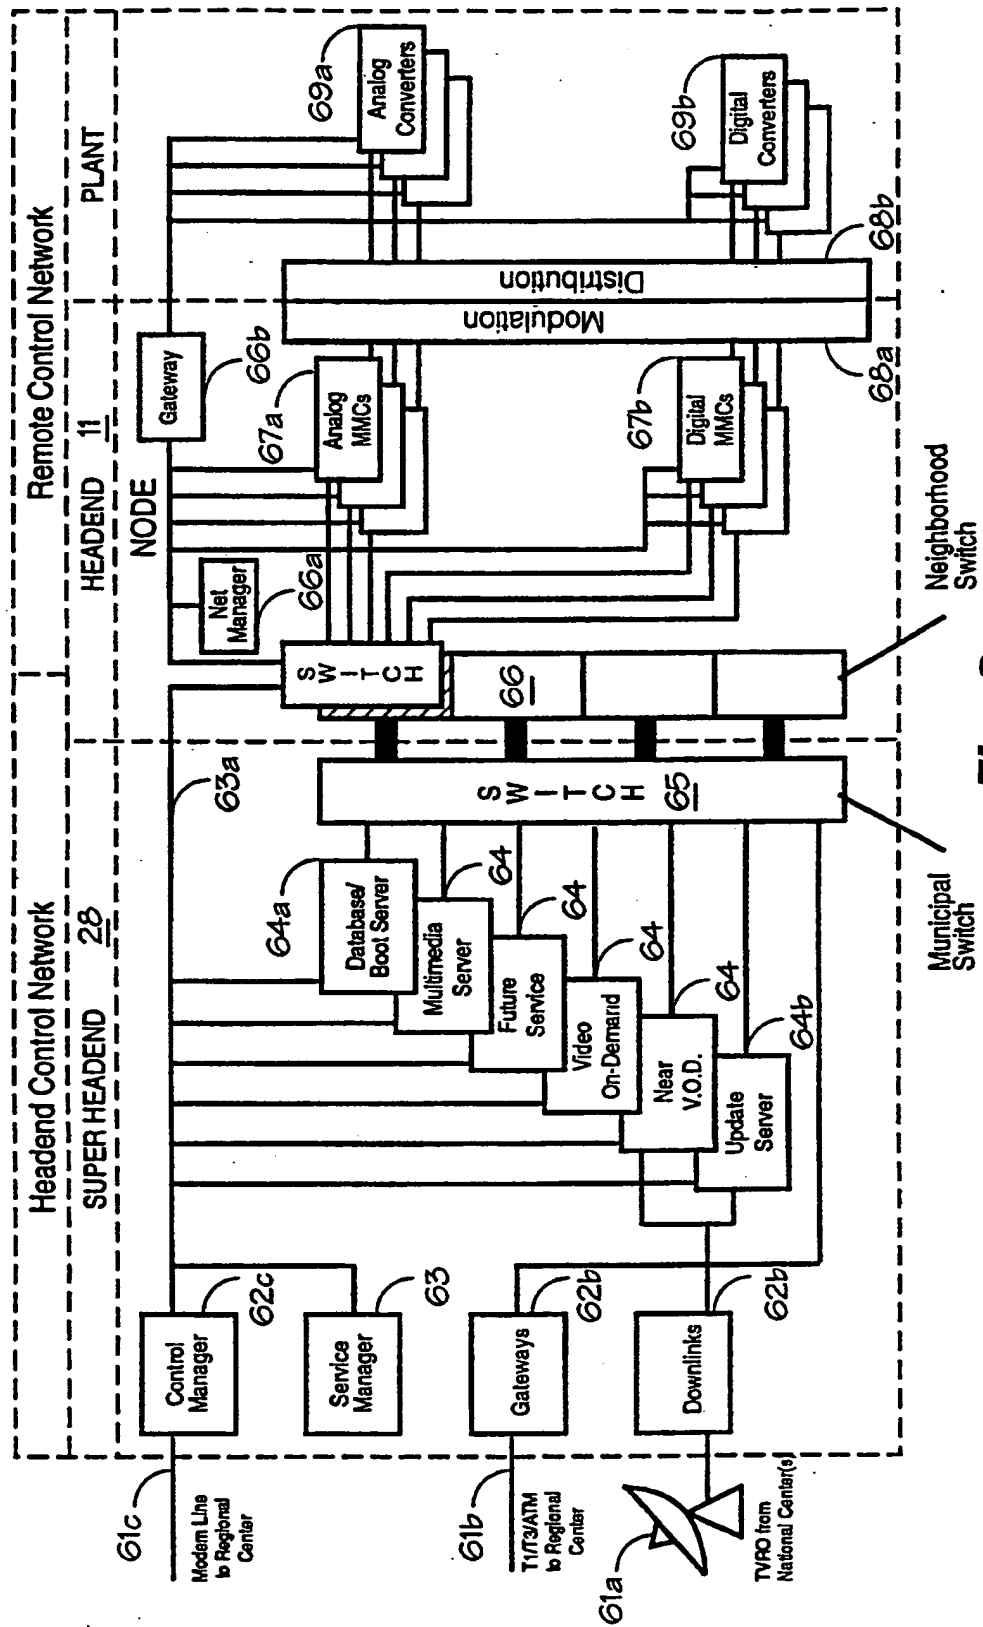 Headend Control Network
Remote Control Network
SUPER HEADEND
28
HEADEND
11
PLANT
NODE
61c
Modem Line
to Regional
Center
Control
Manager
62c
63a
Service
Manager
63
61b
T1/T3/ATM
to Regional
Center
Gateways
62b
61a
TVRO from
National Center(s)
Downlinks
62b
64a
Database/
Boot Server
Multimedia
Server
64
Future
Service
64
Video
On-Demand
64
Near
V.O.D.
64
Update
Server
64b
SWITCH
65
SWITCH
66
Net
Manager
66a
Gateway
66b
67a
Analog
MMCs
67b
Digital
MMCs
Modulation
68a
Distribution
68b
69a
Analog
Converters
69b
Digital
Converters
Municipal
Switch
Neighborhood
Switch